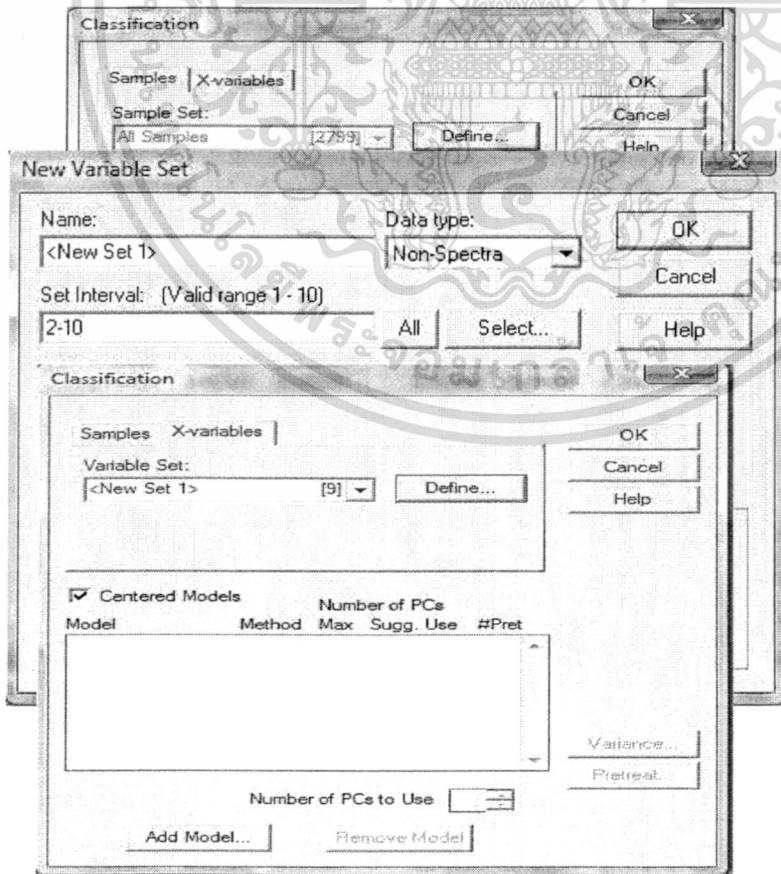 Classification
Samples X-variables
Sample Set:
All Samples [2799]
Define...
OK
Cancel
Help
New Variable Set
Name:
<New Set 1>
Data type:
Non-Spectra
Set Interval: (Valid range 1 - 10)
2-10
All
Select...
OK
Cancel
Help
Classification
Samples X-variables
Variable Set:
<New Set 1> [9]
Define...
OK
Cancel
Help
Centered Models
Number of PCs
Model Method Max Sugg. Use #Pret
Variance...
Pretreat...
Number of PCs to Use
Add Model...
Remove Model